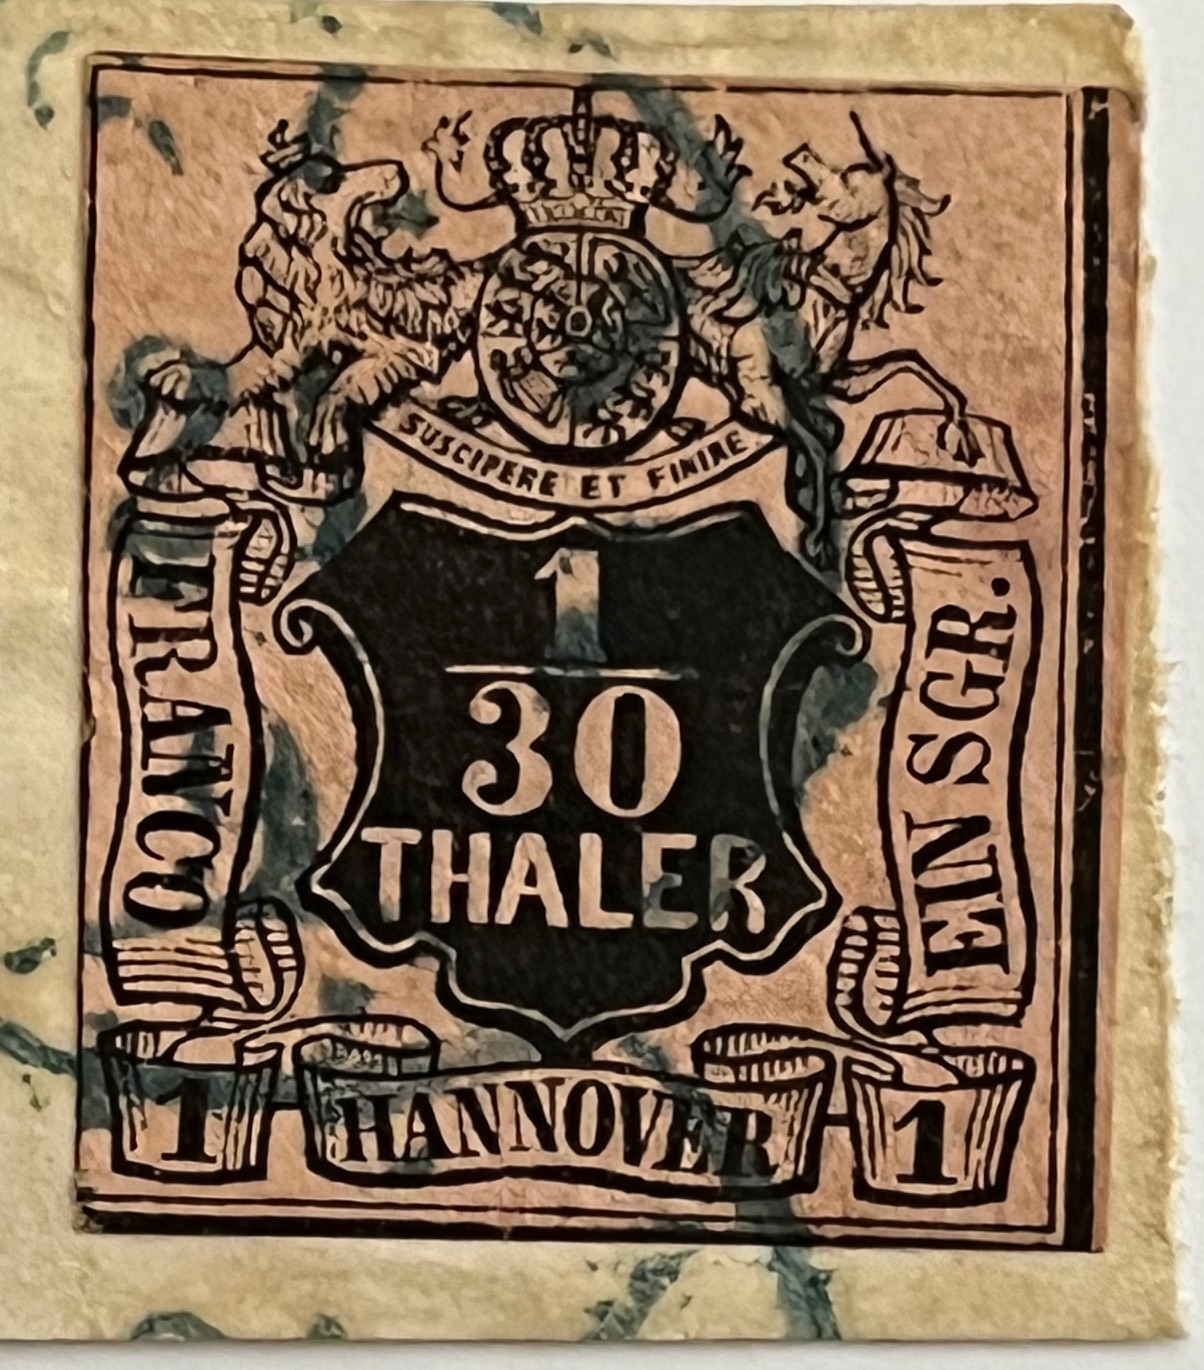 SUSCIPERE ET FINIRE
FRANCO
1
30
THALER
EIN SGR.
1
HANNOVER
1